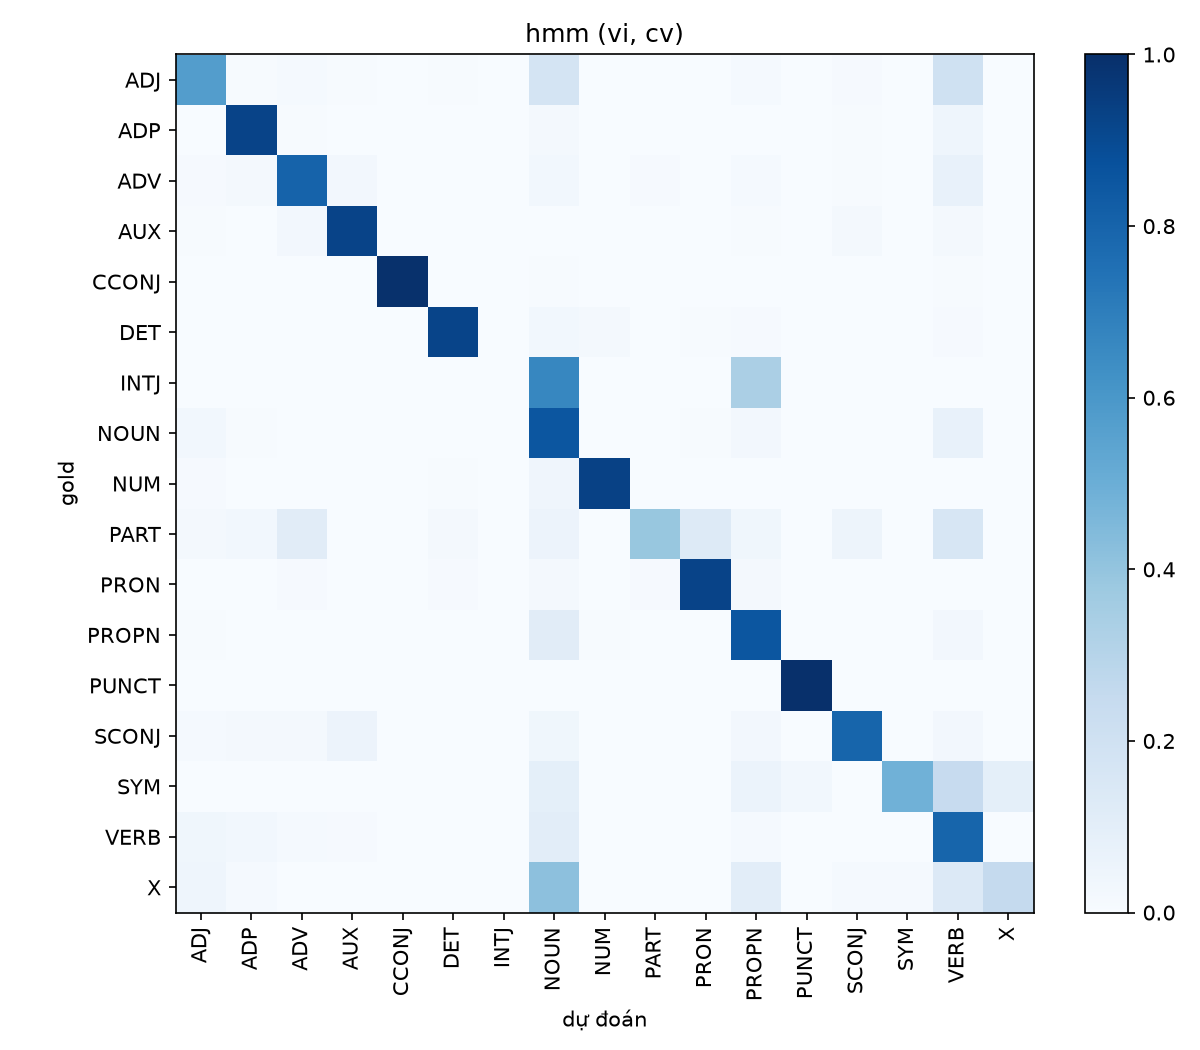 hmm (vi, cv)
gold
ADJ
ADP
ADV
AUX
CCONJ
DET
INTJ
NOUN
NUM
PART
PRON
PROPN
PUNCT
SCONJ
SYM
VERB
X
ADJ ADP ADV AUX CCONJ DET INTJ NOUN NUM PART PRON PROPN PUNCT SCONJ SYM VERB X
dự đoán
1.0
0.8
0.6
0.4
0.2
0.0